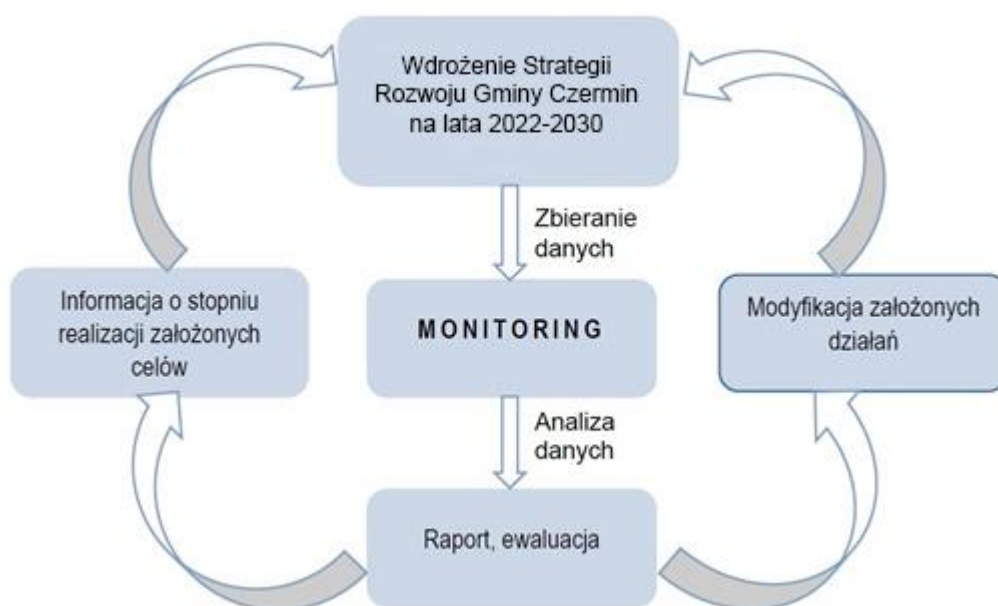 Wdrożenie Strategii
Rozwoju Gminy Czermin
na lata 2022-2030
Zbieranie
danych
Informacja o stopniu
realizacji założonych
celów
MONITORING
Modyfikacja założonych
działań
Analiza
danych
Raport, ewaluacja